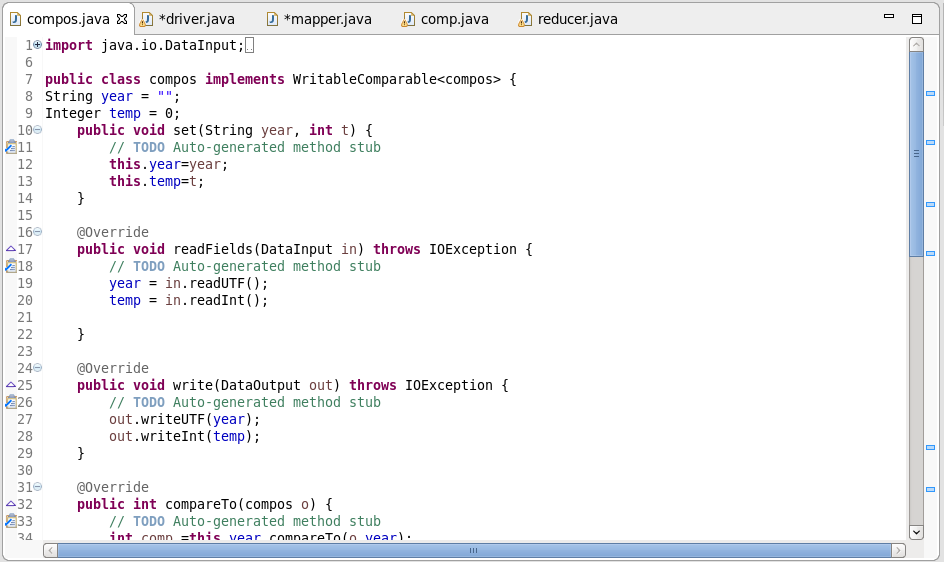 compos.java *driver.java *mapper.java comp.java reducer.java
1 import java.io.DataInput;
6
7 public class compos implements WritableComparable<compos> {
8 String year = "";
9 Integer temp = 0;
10 public void set(String year, int t) {
11 // TODO Auto-generated method stub
12 this.year=year;
13 this.temp=t;
14 }
15
16 @Override
17 public void readFields(DataInput in) throws IOException {
18 // TODO Auto-generated method stub
19 year = in.readUTF();
20 temp = in.readInt();
21
22 }
23
24 @Override
25 public void write(DataOutput out) throws IOException {
26 // TODO Auto-generated method stub
27 out.writeUTF(year);
28 out.writeInt(temp);
29 }
30
31 @Override
32 public int compareTo(compos o) {
33 // TODO Auto-generated method stub
34 int comp =this.year.compareTo(o.year);